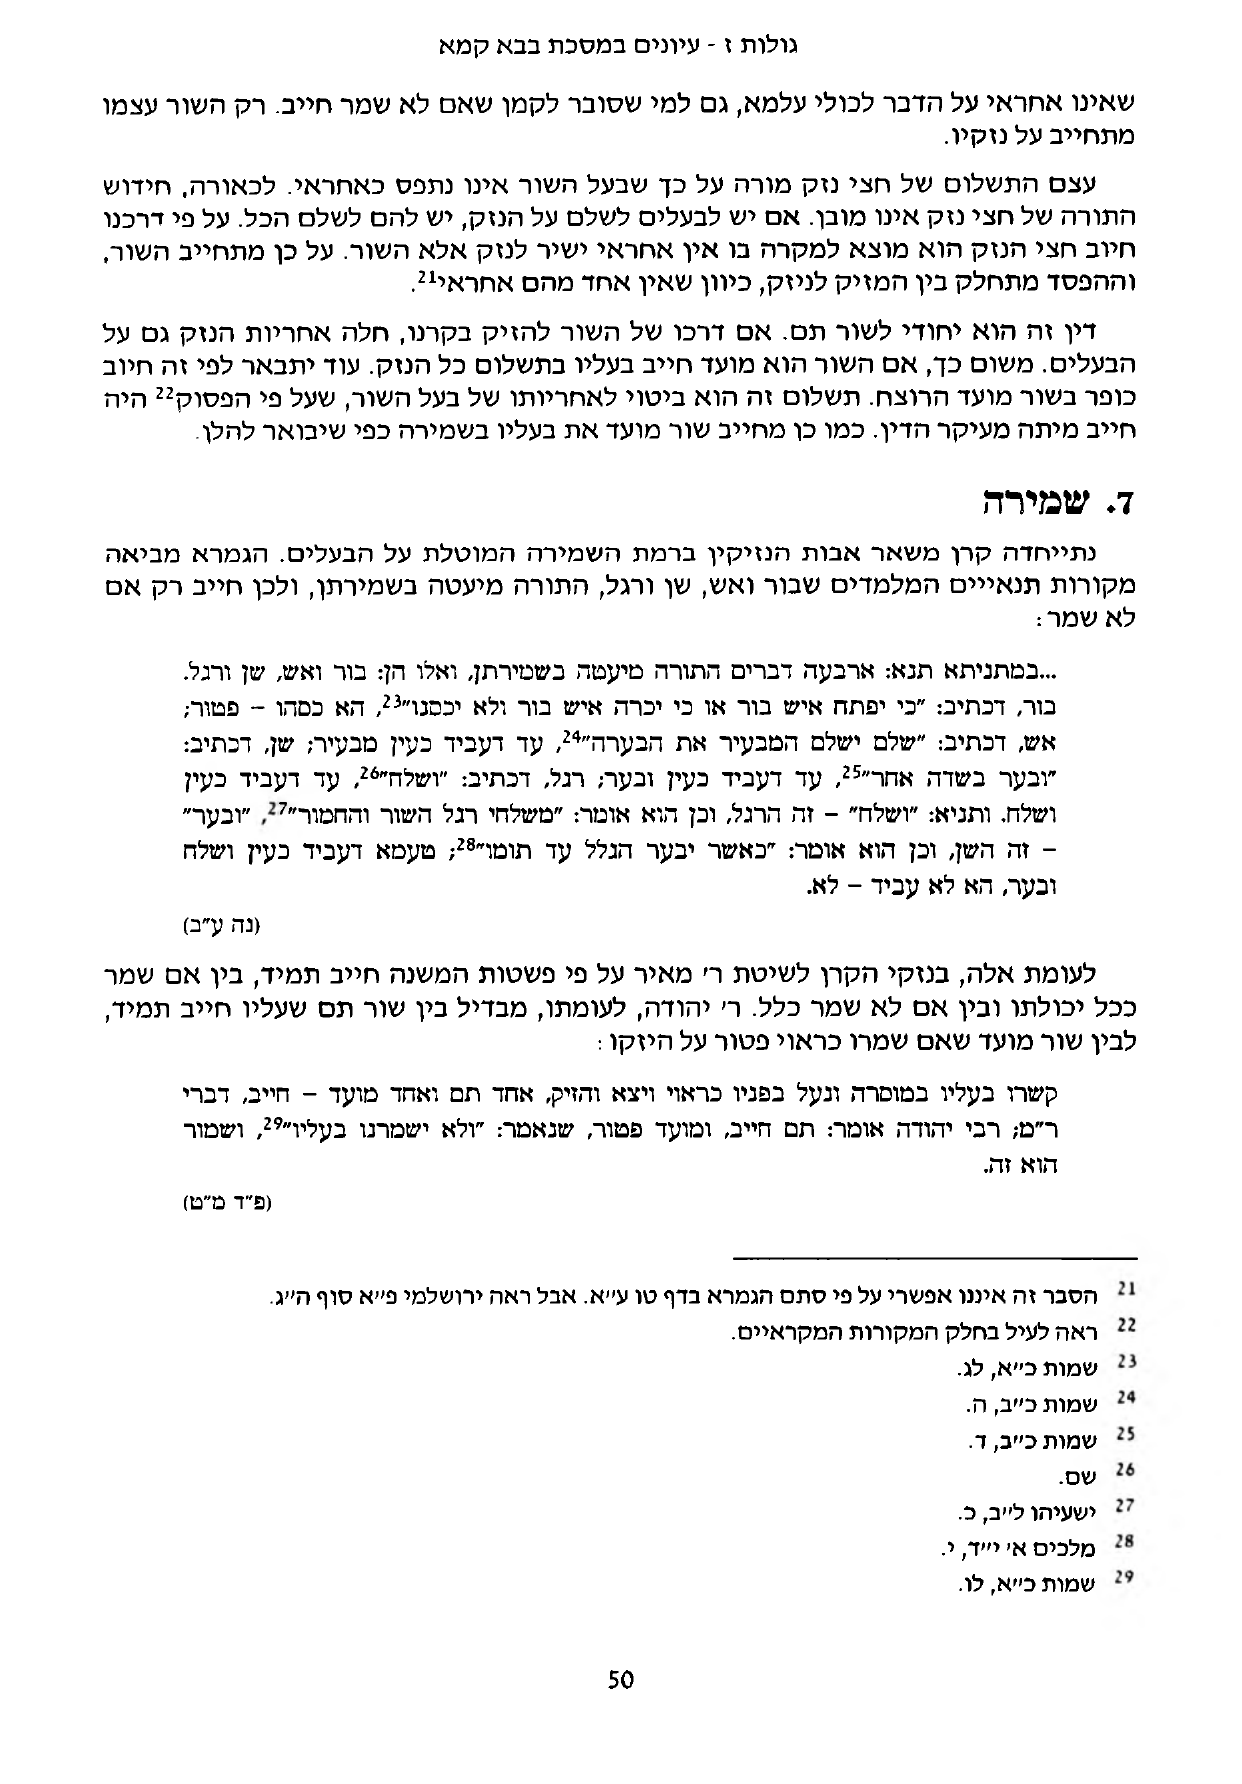 גולות ז - עיונים במסכת בבא קמא
שאינו אחראי על הדבר לכולי עלמא, גם למי שסובר לקמן שאם לא שמר חייב. רק השור עצמו
מתחייב על נזקיו.
עצם התשלום של חצי נזק מורה על כך שבעל השור אינו נתפס כאחראי. לכאורה, חידוש
התורה של חצי נזק אינו מובן. אם יש לבעלים לשלם על הנזק, יש להם לשלם הכל. על פי דרכנו
חיוב חצי הנזק הוא מוצא למקרה בו אין אחראי ישיר לנזק אלא השור. על כן מתחייב השור,
וההפסד מתחלק בין המזיק לניזק, כיוון שאין אחד מהם אחראי21.
דין זה הוא יחודי לשור תם. אם דרכו של השור להזיק בקרנו, חלה אחריות הנזק גם על
הבעלים. משום כך, אם השור הוא מועד חייב בעליו בתשלום כל הנזק. עוד יתבאר לפי זה חיוב
כופר בשור מועד הרוצח. תשלום זה הוא ביטוי לאחריותו של בעל השור, שעל פי הפסוק22 היה
חייב מיתה מעיקר הדין. כמו כן מחייב שור מועד את בעליו בשמירה כפי שיבואר להלן.
ד. שמירה
נתייחדה קרן משאר אבות הנזיקין ברמת השמירה המוטלת על הבעלים. הגמרא מביאה
מקורות תנאייים המלמדים שבור ואש, שן ורגל, התורה מיעטה בשמירתן, ולכן חייב רק אם
לא שמר:
...במתניתא תנא: ארבעה דברים התורה מיעטה בשמירתן, ואלו הן: בור ואש, שן ורגל.
בור, דכתיב: "כי יפתח איש בור או כי יכרה איש בור ולא יכסנו"23, הא כסהו – פטור;
אש, דכתיב: "שלם ישלם המבעיר את הבערה"24, עד דעביד כעין מבעיר; שן, דכתיב:
"ובער בשדה אחר"25, עד דעביד כעין ובער; רגל, דכתיב: "ושלח"26, עד דעביד כעין
ושלח. ותניא: "ושלח" – זה הרגל, וכן הוא אומר: "משלחי רגל השור והחמור"27, "ובער"
– זה השן, וכן הוא אומר: "כאשר יבער הגלל עד תומו"28; טעמא דעביד כעין ושלח
ובער, הא לא עביד – לא.
(נה ע"ב)
לעומת אלה, בנזקי הקרן לשיטת ר' מאיר על פי פשטות המשנה חייב תמיד, בין אם שמר
ככל יכולתו ובין אם לא שמר כלל. ר' יהודה, לעומתו, מבדיל בין שור תם שעליו חייב תמיד,
לבין שור מועד שאם שמרו כראוי פטור על היזקו:
קשרו בעליו במוסרה ונעל בפניו כראוי ויצא והזיק, אחד תם ואחד מועד – חייב, דברי
ר"מ; רבי יהודה אומר: תם חייב, ומועד פטור, שנאמר: "ולא ישמרנו בעליו"29, ושמור
הוא זה.
(פ"ד מ"ט)
21 הסבר זה איננו אפשרי על פי סתם הגמרא בדף טו ע"א. אבל ראה ירושלמי פ"א סוף ה"ג.
22 ראה לעיל בחלק המקורות המקראיים.
23 שמות כ"א, לג.
24 שמות כ"ב, ה.
25 שמות כ"ב, ד.
26 שם.
27 ישעיהו ל"ב, כ.
28 מלכים א' י"ד, י.
29 שמות כ"א, לו.
50